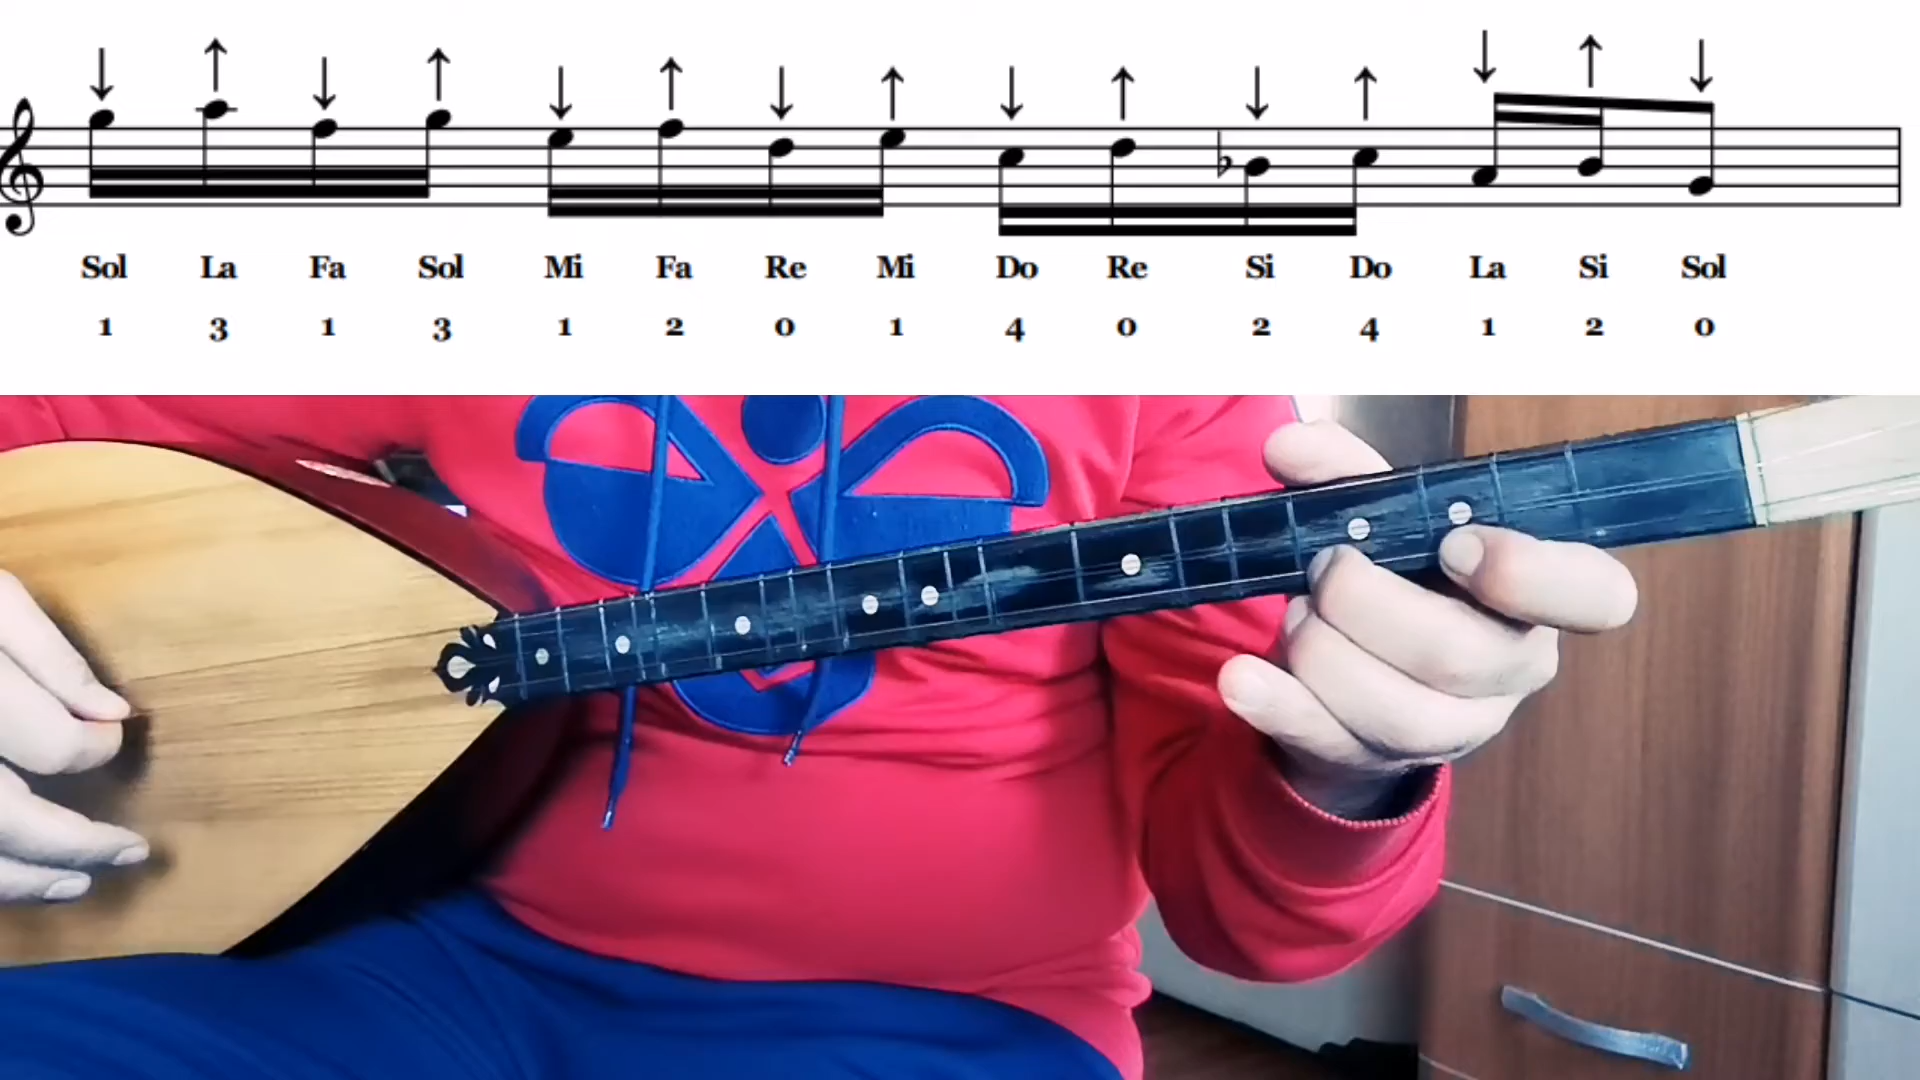 Sol La Fa Sol Mi Fa Re Mi Do Re Si Do La Si Sol
1 3 1 3 1 2 0 1 4 0 2 4 1 2 0